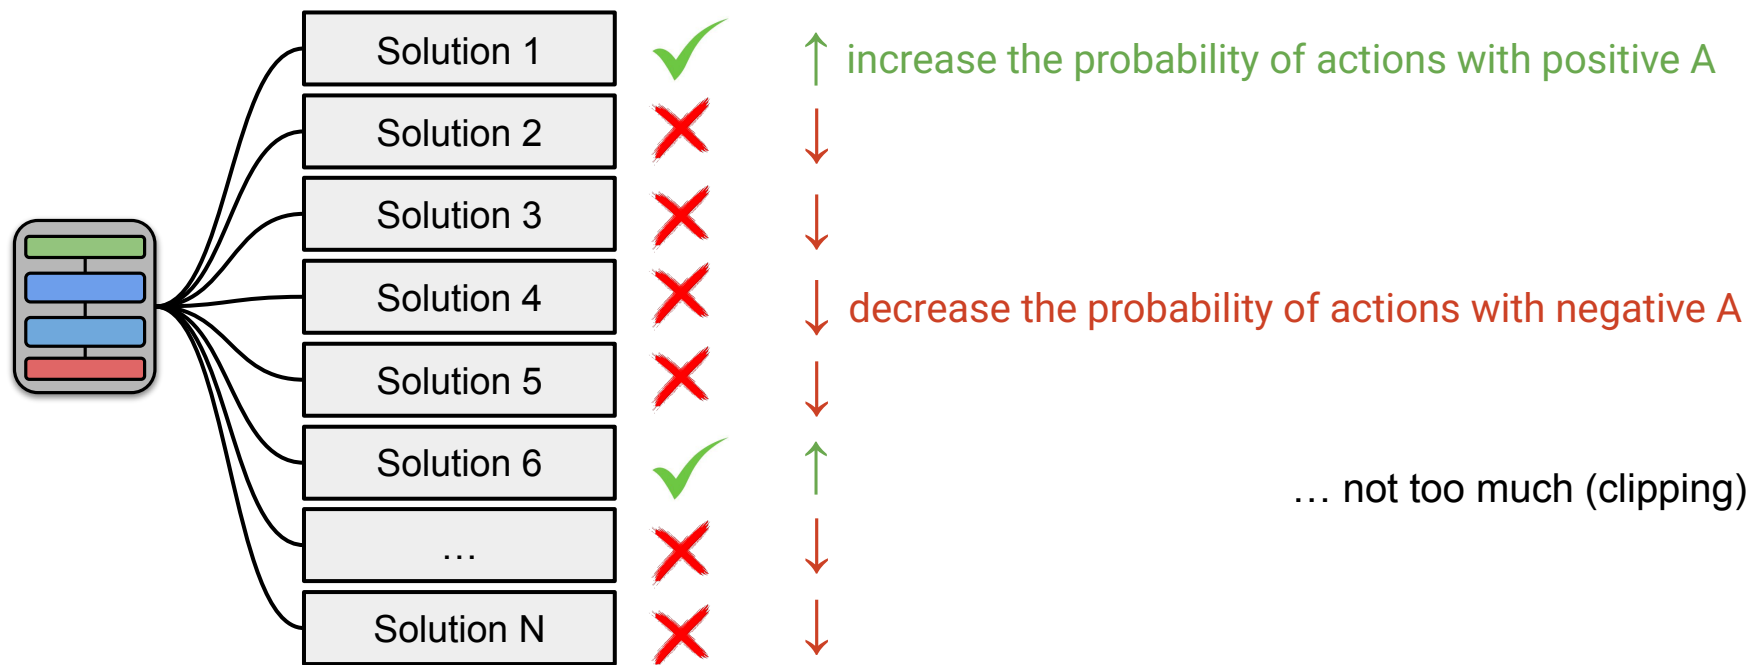 Solution 1
increase the probability of actions with positive A
Solution 2
Solution 3
Solution 4
decrease the probability of actions with negative A
Solution 5
Solution 6
… not too much (clipping)
…
Solution N